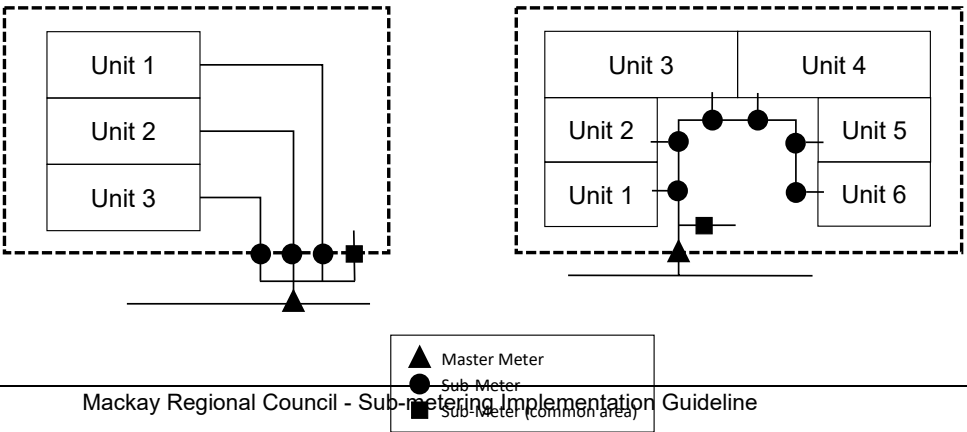 Unit 1
Unit 2
Unit 3
Unit 3
Unit 4
Unit 2
Unit 5
Unit 1
Unit 6
Master Meter
Sub-Meter
Sub-Meter (common area)
Mackay Regional Council - Sub-metering Implementation Guideline